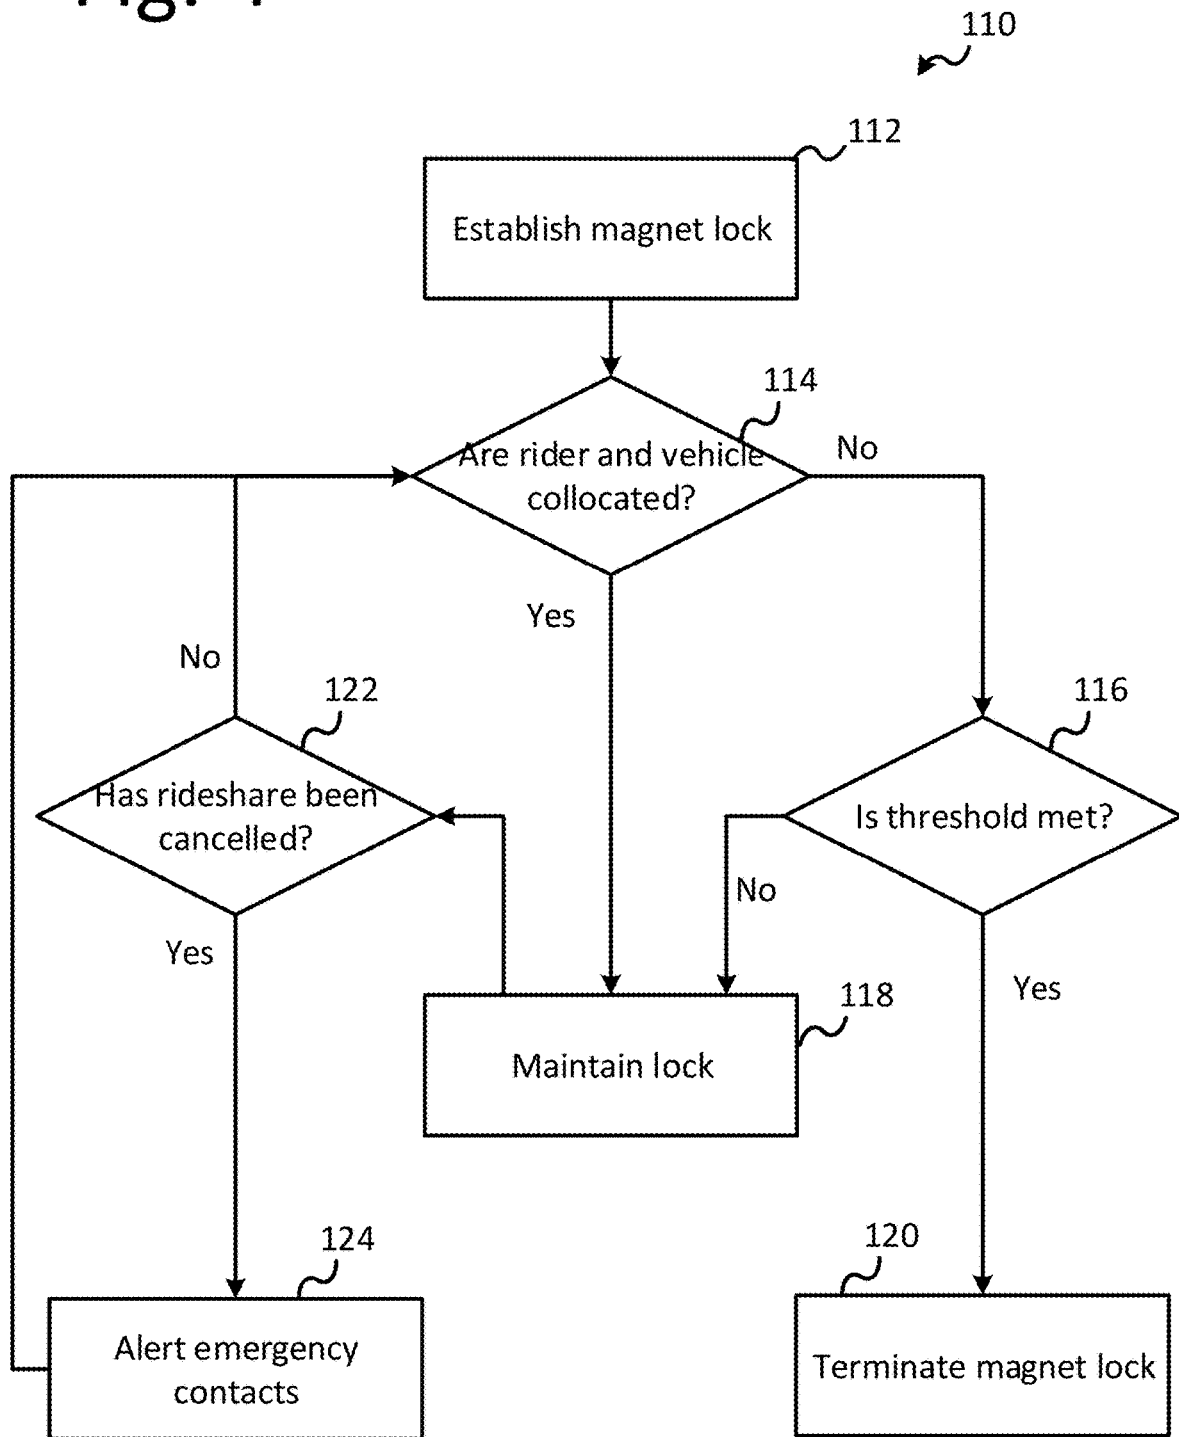 110
112
Establish magnet lock
114
Are rider and vehicle
collocated?
No
Yes
No
122
116
Has rideshare been
cancelled?
Is threshold met?
No
Yes
Yes
118
Maintain lock
124
120
Alert emergency
contacts
Terminate magnet lock